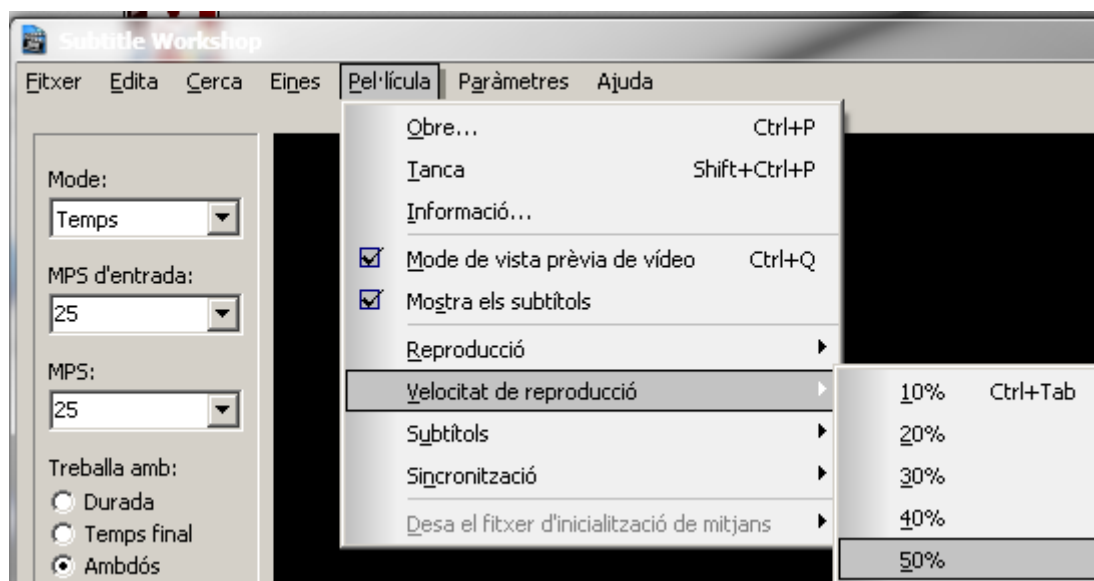 Subtitle Workshop
Fitxer Edita Cerca Eines Pel·lícula Paràmetres Ajuda
Mode:
Temps
MPS d'entrada:
25
MPS:
25
Treballa amb:
Durada
Temps final
Ambdós
Obre... Ctrl+P
Tanca Shift+Ctrl+P
Informació...
Mode de vista prèvia de vídeo Ctrl+Q
Mostra els subtítols
Reproducció
Velocitat de reproducció
Subtítols
Sincronització
Desa el fitxer d'inicialització de mitjans
10% Ctrl+Tab
20%
30%
40%
50%